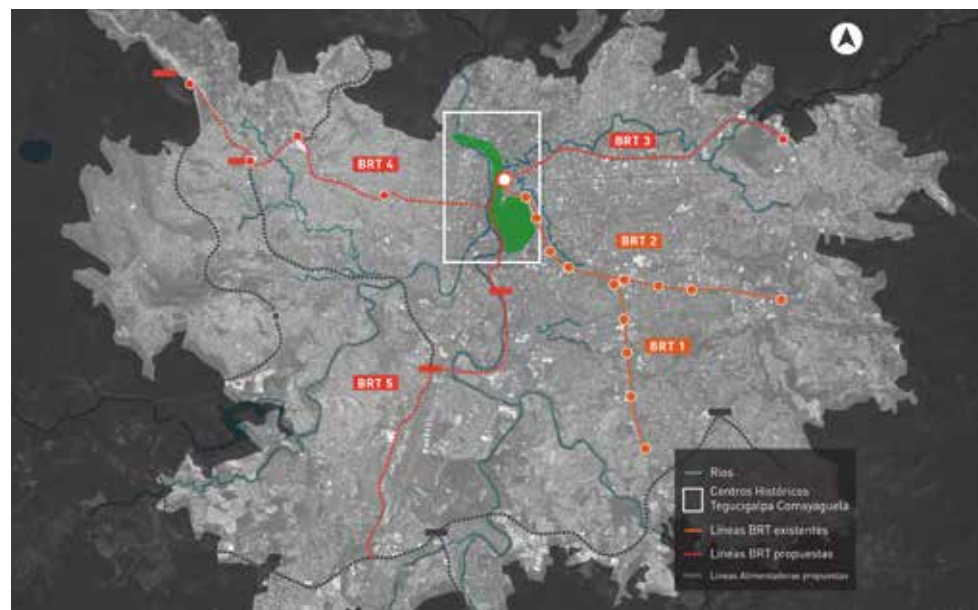 BRT 3
BRT 4
BRT 2
BRT 1
BRT 5
Ríos
Centros Históricos
Tegucigalpa Comayaguela
Líneas BRT existentes
Líneas BRT propuestas
Líneas Alimentadoras propuestas